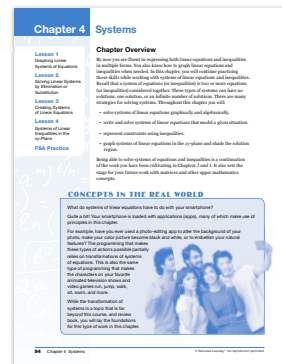 Chapter 4 Systems
Lesson 1
Graphing Linear
Systems of Equations
Lesson 2
Solving Linear Systems
by Elimination or
Substitution
Lesson 3
Creating Systems
of Linear Equations
Lesson 4
Systems of Linear
Inequalities in the
xy-Plane
FSA Practice
Chapter Overview
By now you are fluent in expressing both linear equations and inequalities
in multiple forms. You also know how to graph linear equations and
inequalities when needed. In this chapter, you will continue practicing
those skills while working with systems of linear equations and inequalities.
Recall that a system of equations (or inequalities) is two or more equations
(or inequalities) considered together. These types of systems can have no
solutions, one solution, or an infinite number of solutions. There are many
strategies for solving systems. Throughout this chapter you will:
- solve systems of linear equations graphically and algebraically.
- write and solve systems of linear equations that model a given situation.
- represent constraints using inequalities.
- graph systems of linear equations in the xy-plane and shade the solution
region.
Being able to solve systems of equations and inequalities is a continuation
of the work you have been cultivating in Chapters 2 and 3. It also sets the
stage for your future work with matrices and other upper mathematics
concepts.
CONCEPTS IN THE REAL WORLD
What do systems of linear equations have to do with your smartphone?
Quite a bit! Your smartphone is loaded with applications (apps), many of which make use of
principles in this chapter.
For example, have you ever used a photo-editing app to alter the background of your
photo, make your picture become black and white, or to embellish your natural
features? The programming that makes
these types of actions possible partially
relies on transformations of systems
of equations. This is also the same
type of programming that makes
the characters on your favorite
animated television shows and
video games run, jump, walk,
sit, swim, and more.
While the transformation of
systems is a topic that is far
beyond this course, and review
book, you will lay the foundations
for this type of work in this chapter.
94 Chapter 4 Systems